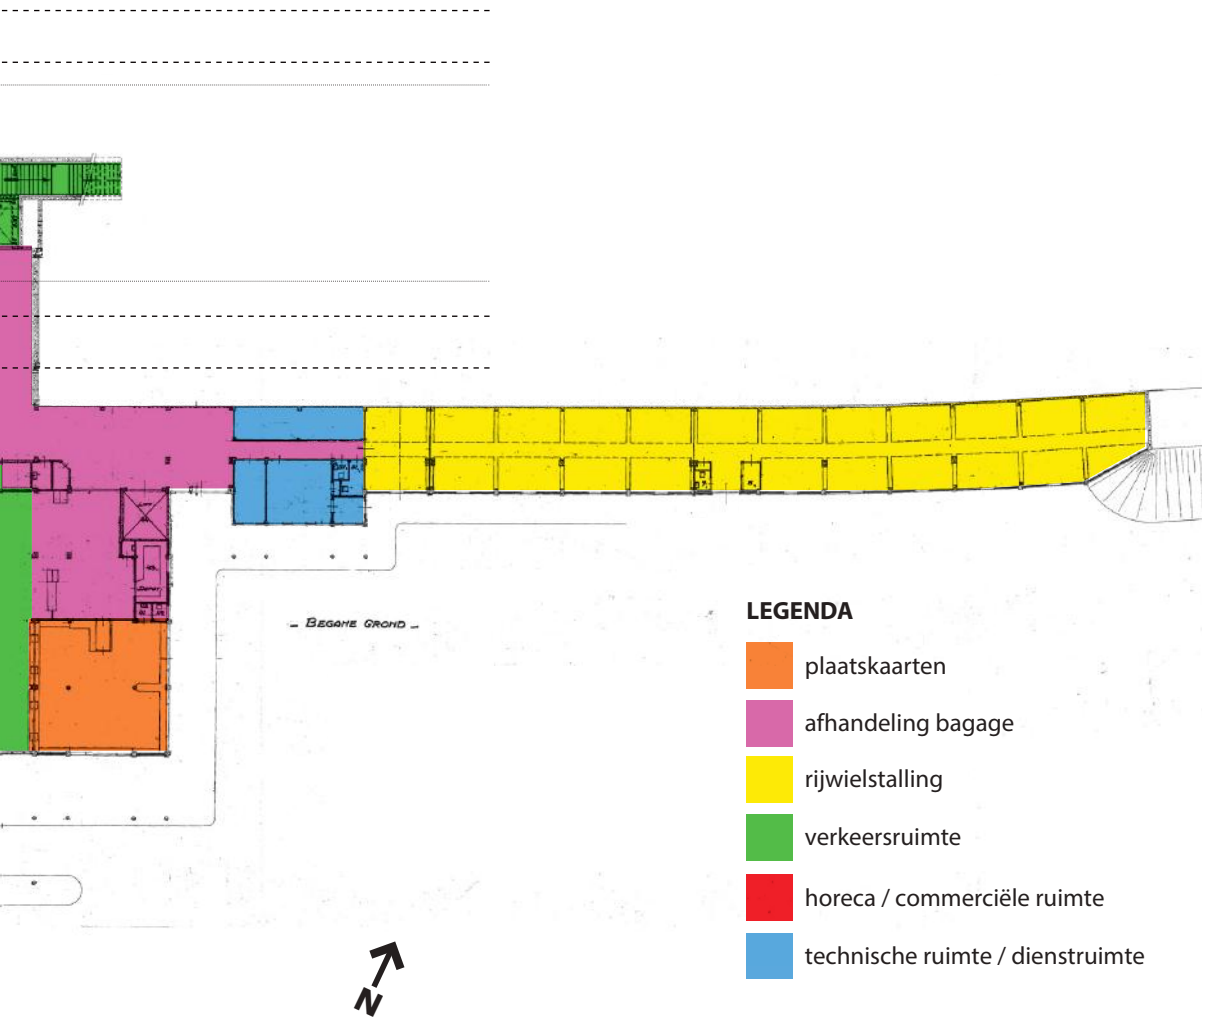 – BEGANE GROND –
LEGENDA
plaatskaarten
afhandeling bagage
rijwielstalling
verkeersruimte
horeca / commerciële ruimte
technische ruimte / dienstruimte
N